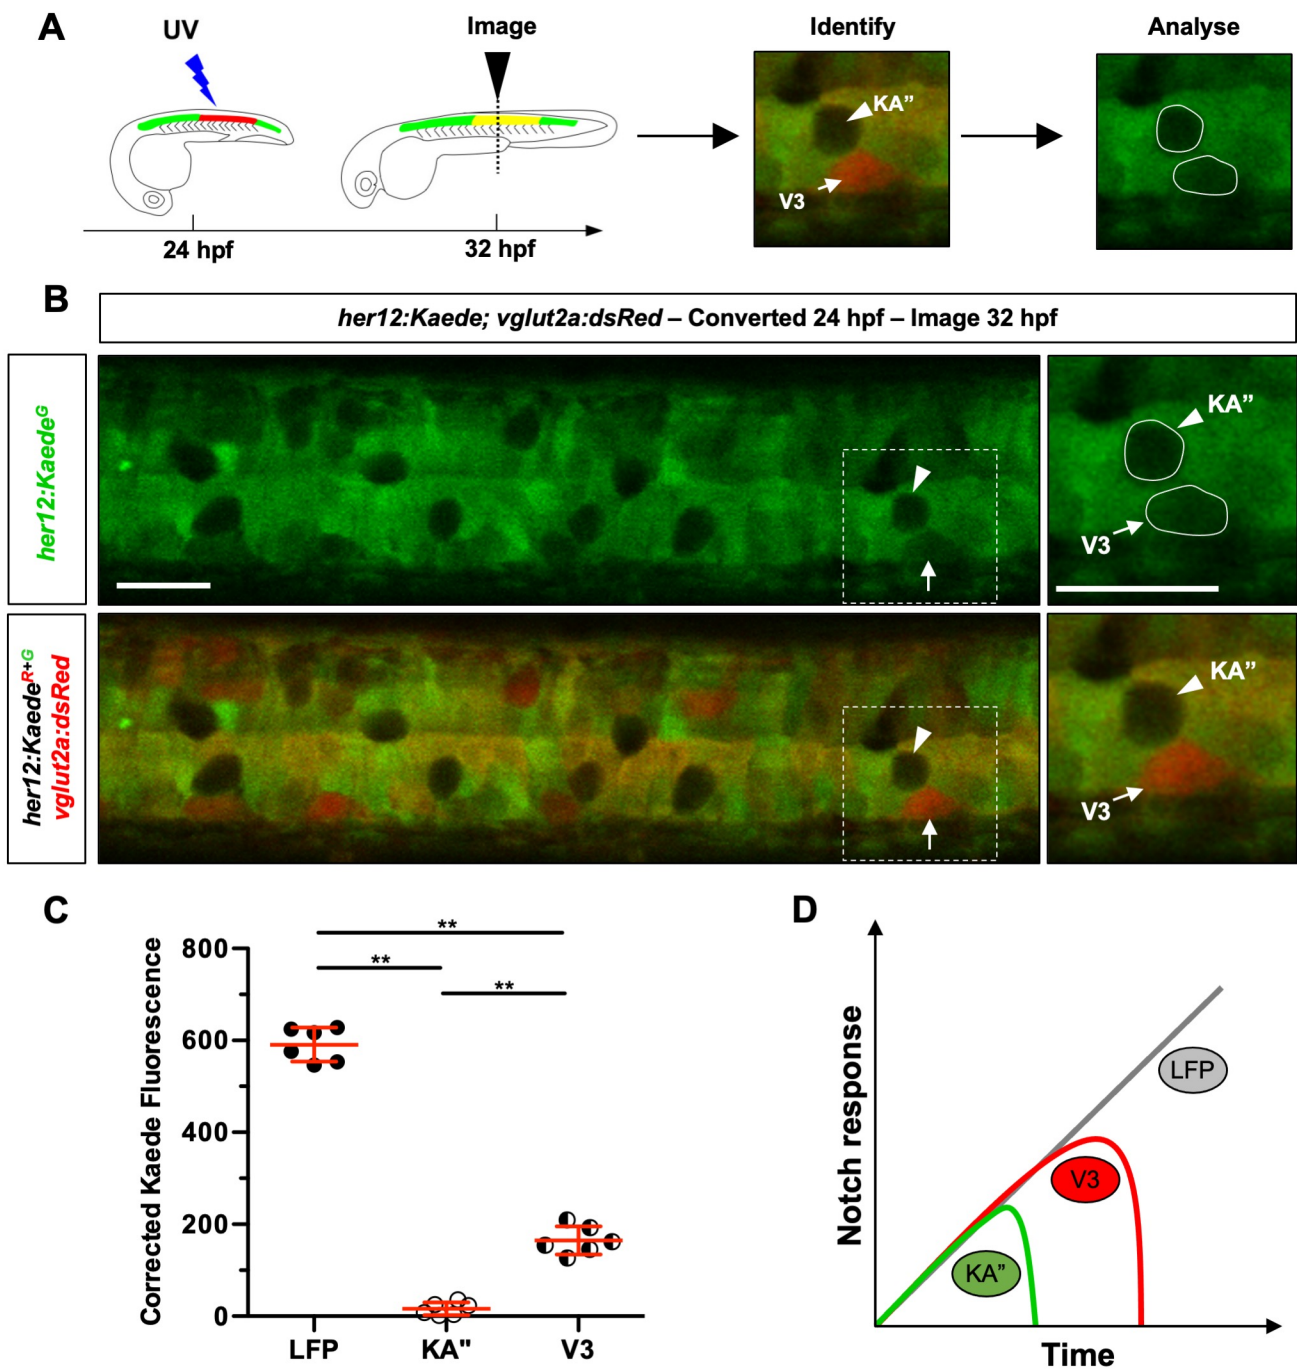 A
UV
Image
Identify
Analyse
KA”
V3
24 hpf
32 hpf
B
her12:Kaede; vglut2a:dsRed – Converted 24 hpf – Image 32 hpf
her12:KaedeG
KA”
V3
her12:KaedeR+G
vglut2a:dsRed
KA”
V3
C
**
**
**
Corrected Kaede Fluorescence
800
600
400
200
0
LFP
KA"
V3
D
Notch response
LFP
V3
KA”
Time